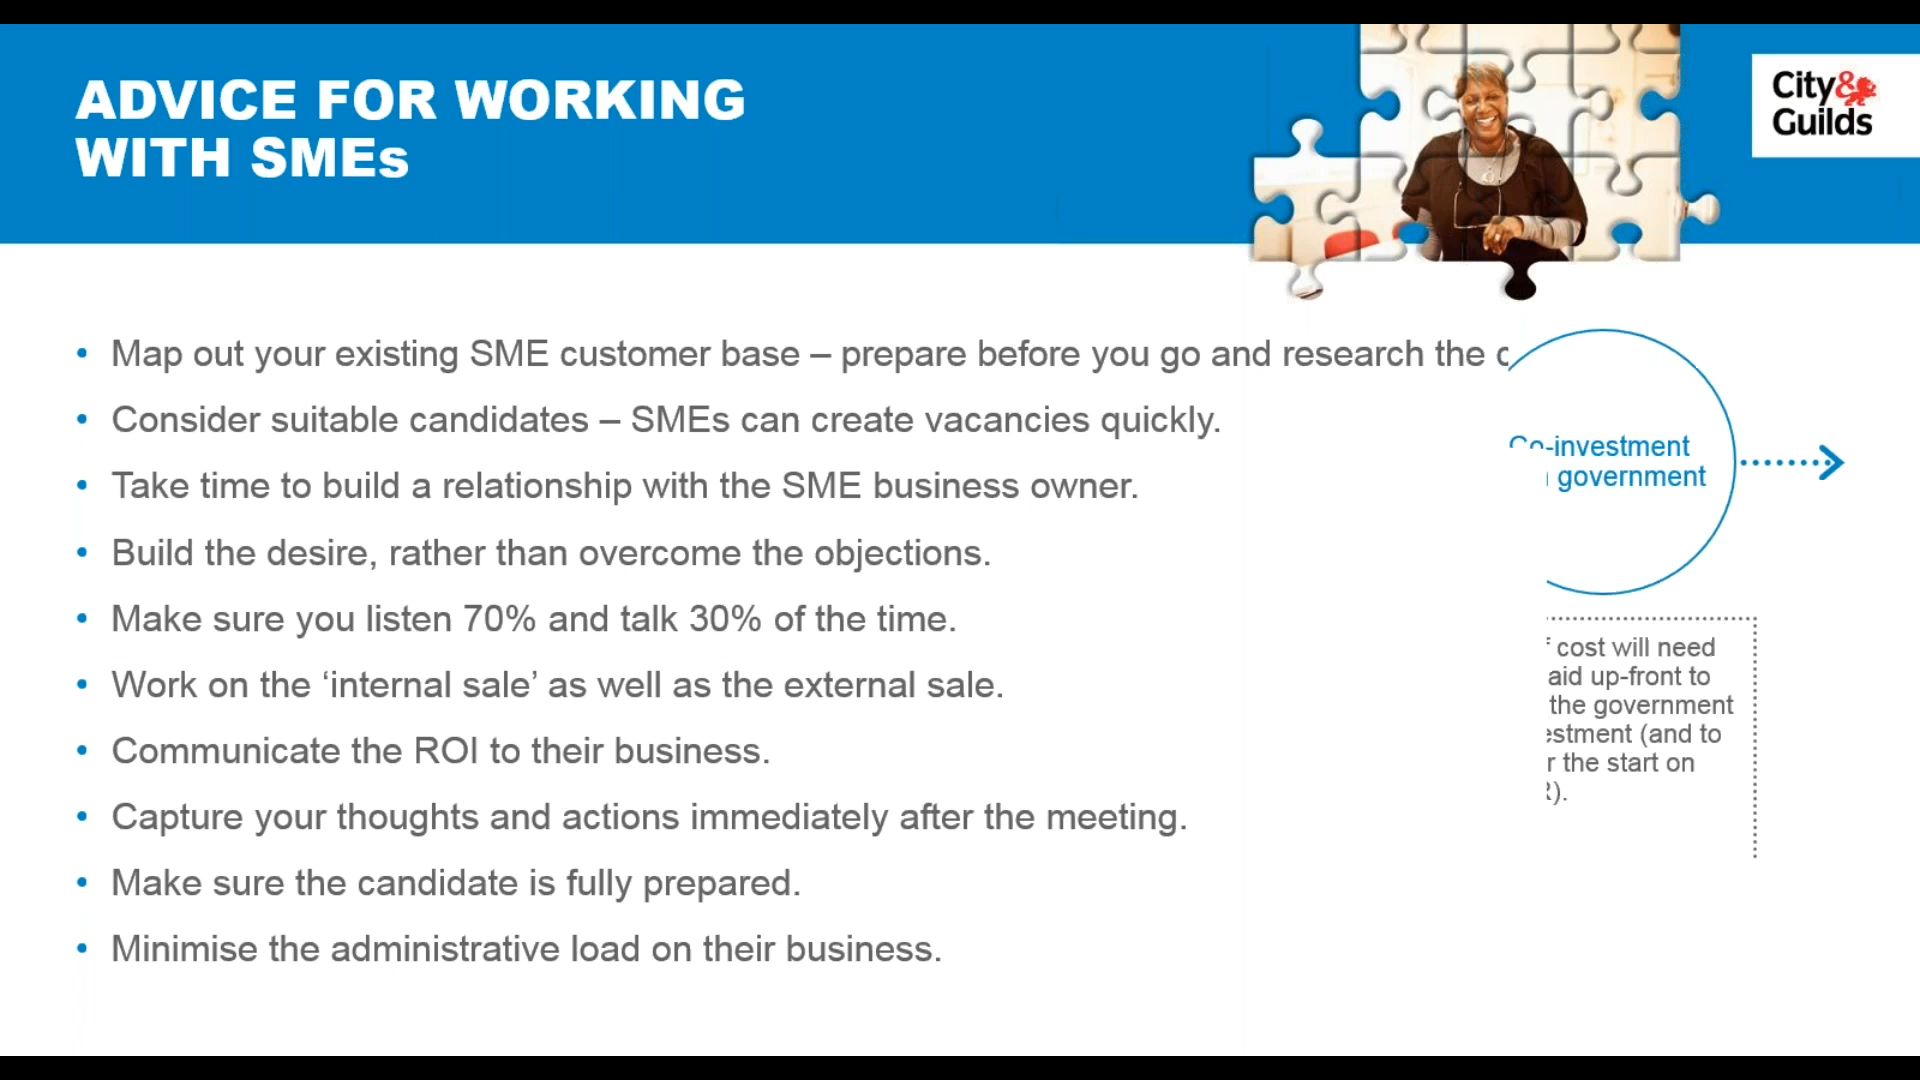 ADVICE FOR WORKING
WITH SMEs
City&
Guilds
• Map out your existing SME customer base – prepare before you go and research the
• Consider suitable candidates – SMEs can create vacancies quickly.
• Take time to build a relationship with the SME business owner.
• Build the desire, rather than overcome the objections.
• Make sure you listen 70% and talk 30% of the time.
• Work on the ‘internal sale’ as well as the external sale.
• Communicate the ROI to their business.
• Capture your thoughts and actions immediately after the meeting.
• Make sure the candidate is fully prepared.
• Minimise the administrative load on their business.
Co-investment
government
cost will need
aid up-front to
the government
estment (and to
r the start on